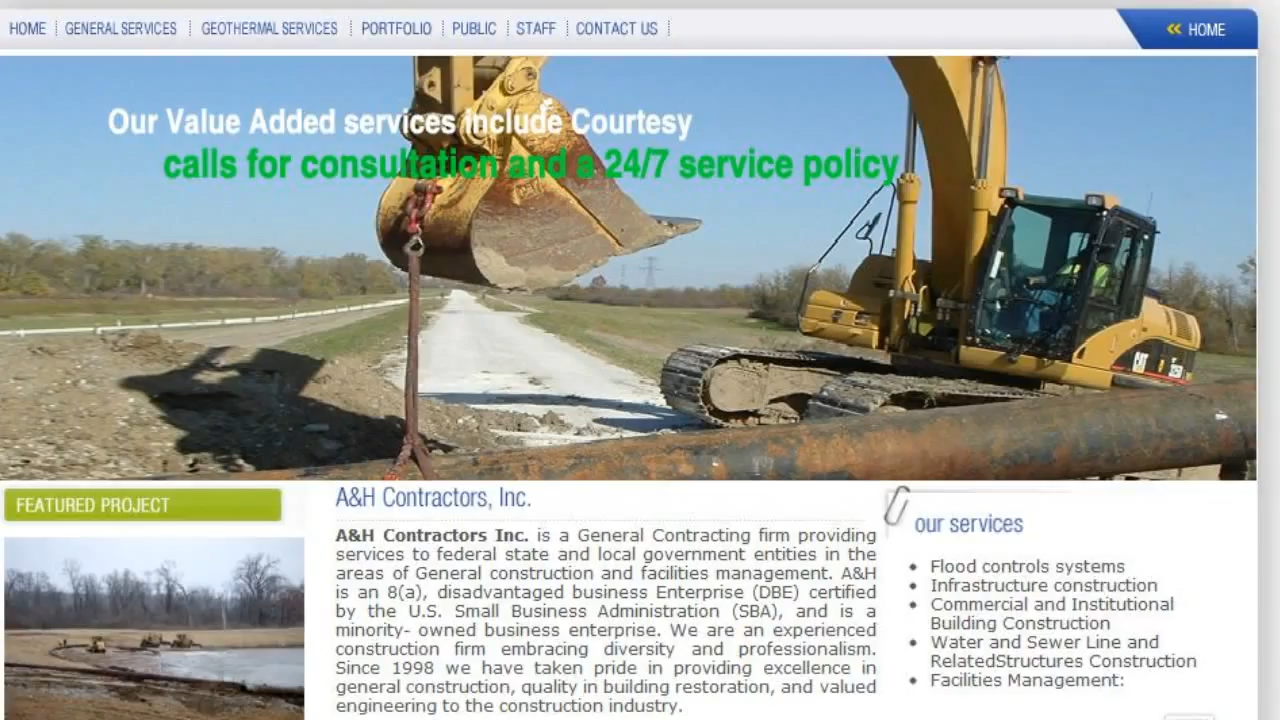 HOME GENERAL SERVICES GEOTHERMAL SERVICES PORTFOLIO PUBLIC STAFF CONTACT US « HOME
Our Value Added services include Courtesy
calls for consultation and a 24/7 service policy
CAT
FEATURED PROJECT
A&H Contractors, Inc.
A&H Contractors Inc. is a General Contracting firm providing
services to federal state and local government entities in the
areas of General construction and facilities management. A&H
is an 8(a), disadvantaged business Enterprise (DBE) certified
by the U.S. Small Business Administration (SBA), and is a
minority- owned business enterprise. We are an experienced
construction firm embracing diversity and professionalism.
Since 1998 we have taken pride in providing excellence in
general construction, quality in building restoration, and valued
engineering to the construction industry.
our services
Flood controls systems
Infrastructure construction
Commercial and Institutional
Building Construction
Water and Sewer Line and
RelatedStructures Construction
Facilities Management: